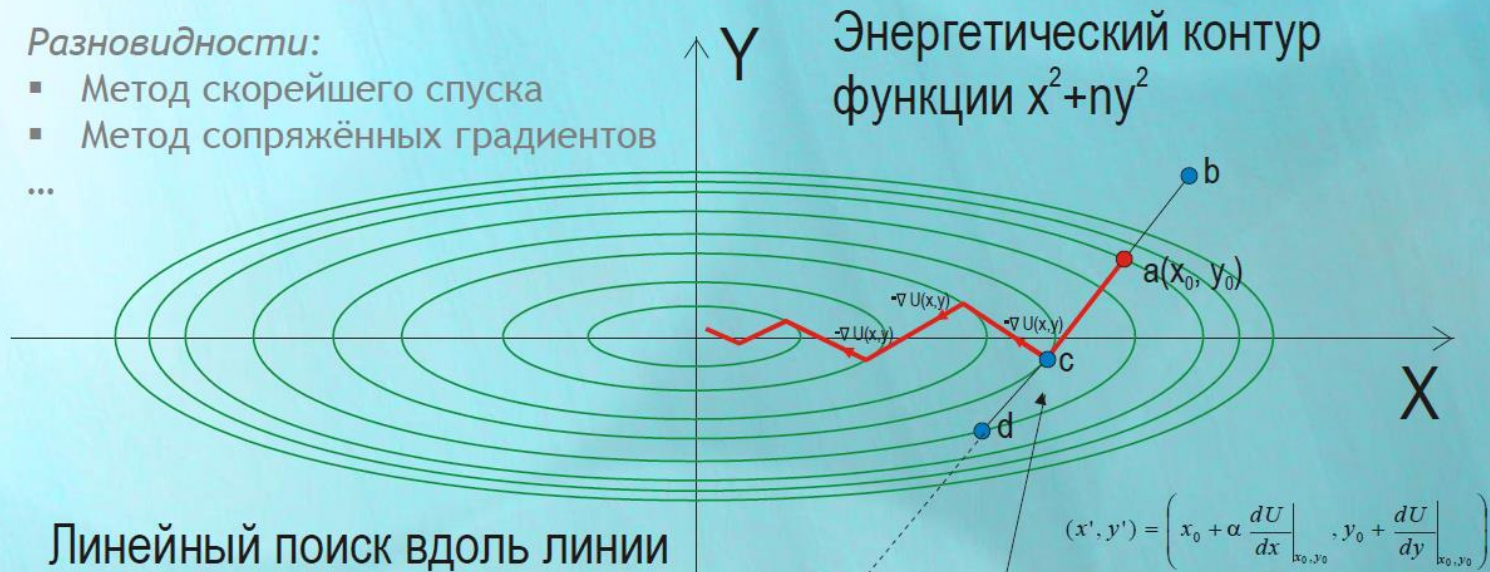 Разновидности:
▪ Метод скорейшего спуска
▪ Метод сопряжённых градиентов
...
Y
Энергетический контур
функции x²+ny²
b
a(x₀, y₀)
-∇ U(x,y)
-∇ U(x,y)
-∇ U(x,y)
c
X
d
(x', y') = ( x₀ + α dU/dx |x₀,y₀ , y₀ + dU/dy |x₀,y₀ )
Линейный поиск вдоль линии